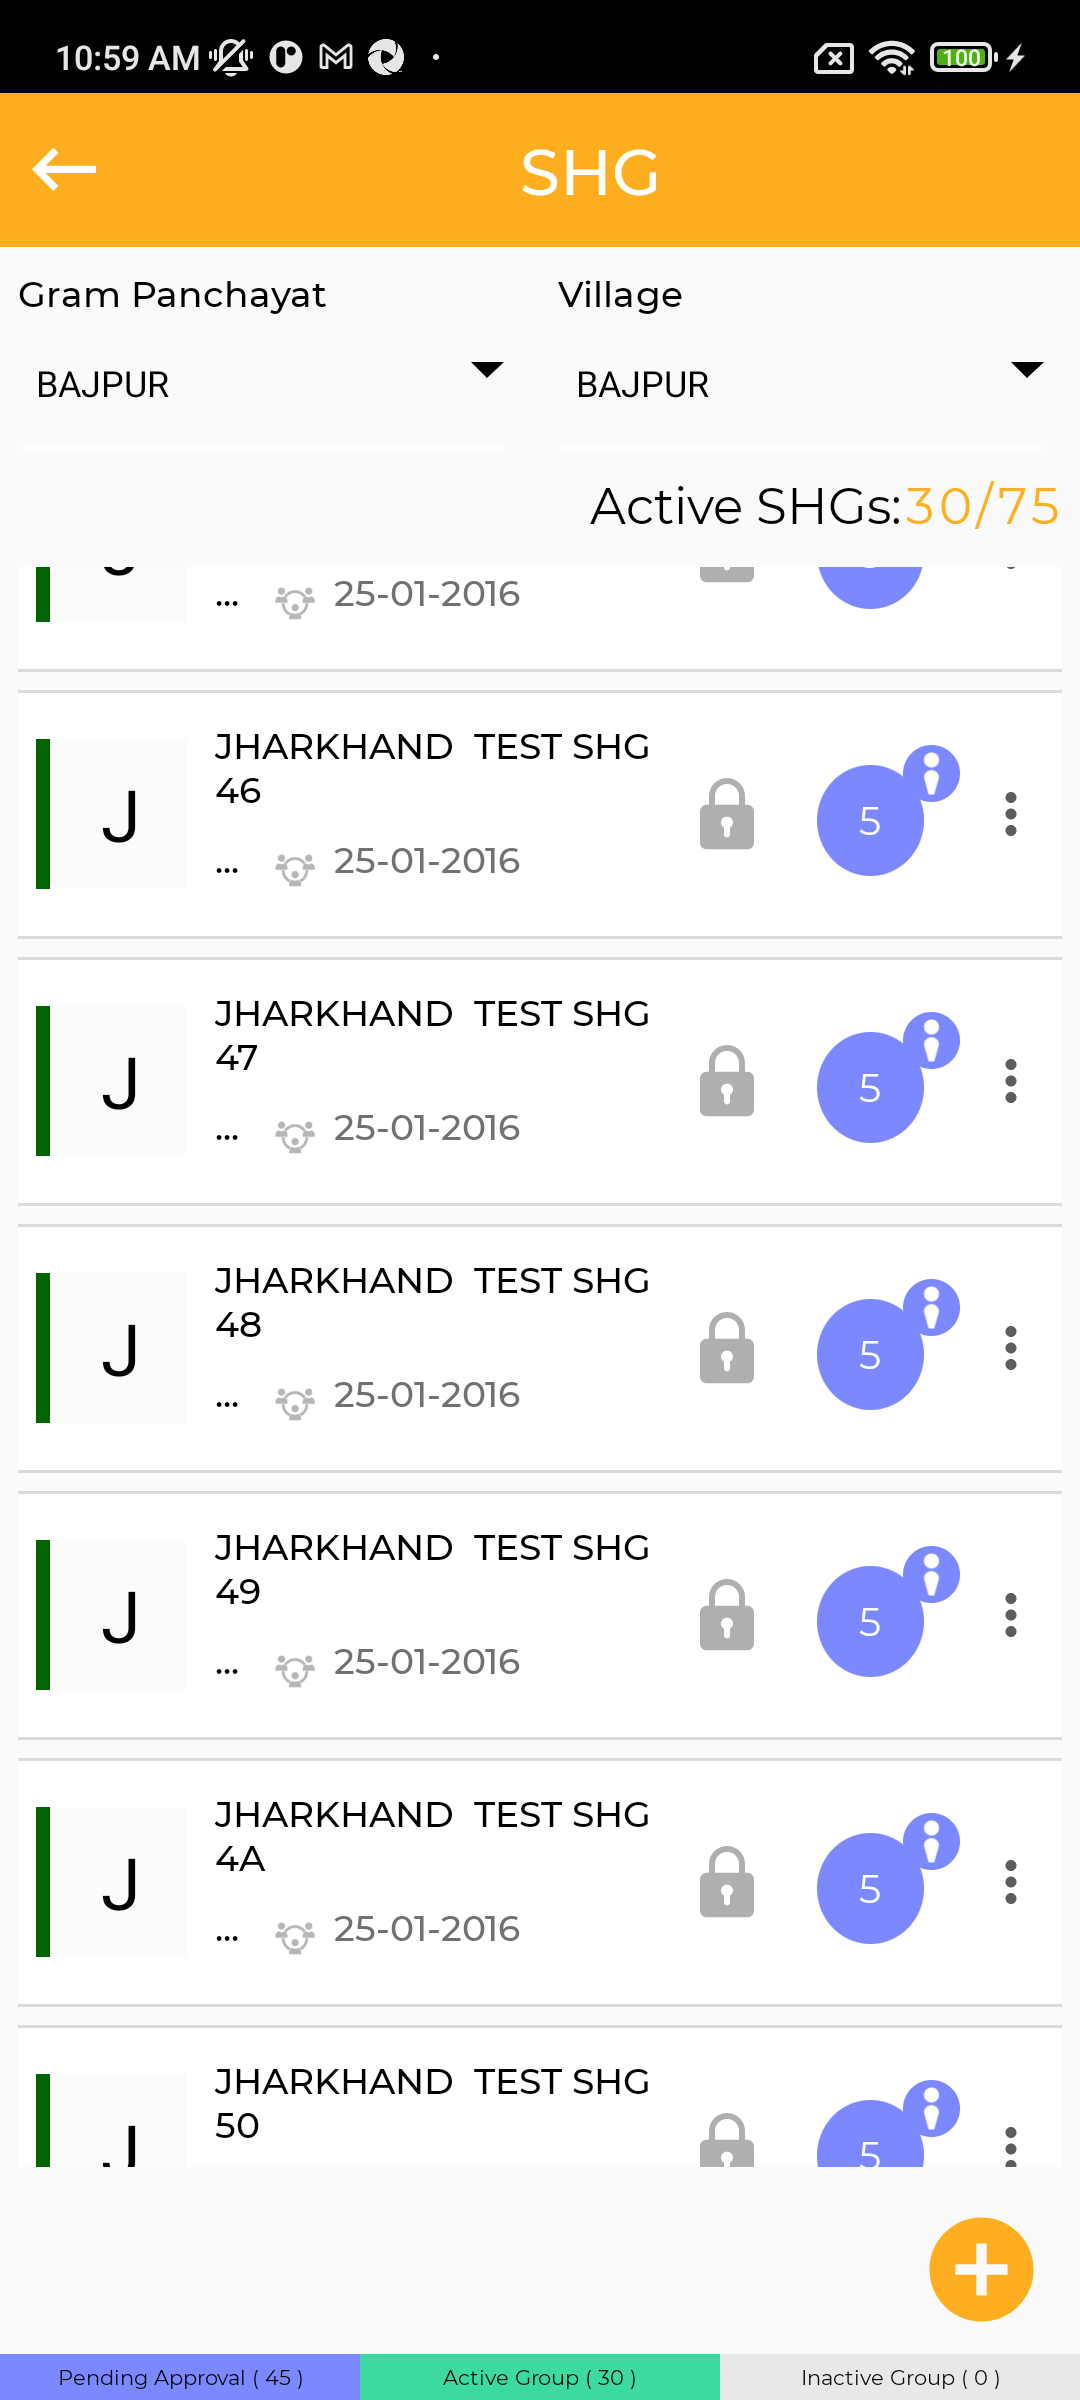 10:59 AM
100
SHG
Gram Panchayat Village
BAJPUR BAJPUR
Active SHGs:30/75
... 25-01-2016
JHARKHAND TEST SHG
46
J
5
... 25-01-2016
JHARKHAND TEST SHG
47
J
5
... 25-01-2016
JHARKHAND TEST SHG
48
J
5
... 25-01-2016
JHARKHAND TEST SHG
49
J
5
... 25-01-2016
JHARKHAND TEST SHG
4A
J
5
... 25-01-2016
JHARKHAND TEST SHG
50
J
5
Pending Approval ( 45 ) Active Group ( 30 ) Inactive Group ( 0 )